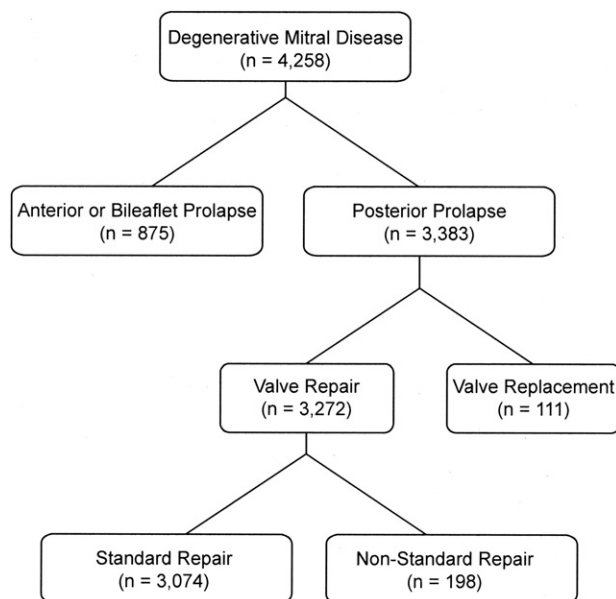 Degenerative Mitral Disease
(n = 4,258)
Anterior or Bileaflet Prolapse
(n = 875)
Posterior Prolapse
(n = 3,383)
Valve Repair
(n = 3,272)
Valve Replacement
(n = 111)
Standard Repair
(n = 3,074)
Non-Standard Repair
(n = 198)